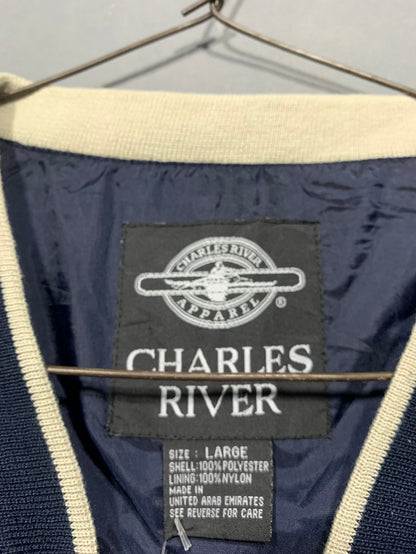 CHARLES RIVER
APPAREL
®
CHARLES
RIVER
SIZE : LARGE
SHELL:100%POLYESTER
LINING:100%NYLON
MADE IN
UNITED ARAB EMIRATES
SEE REVERSE FOR CARE